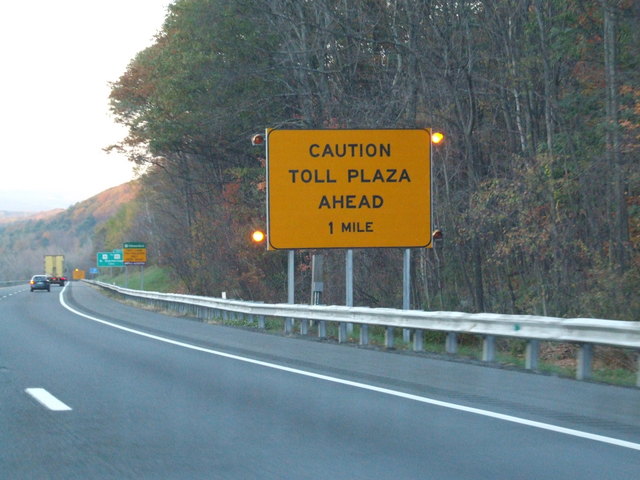 CAUTION
TOLL PLAZA
AHEAD
1 MILE